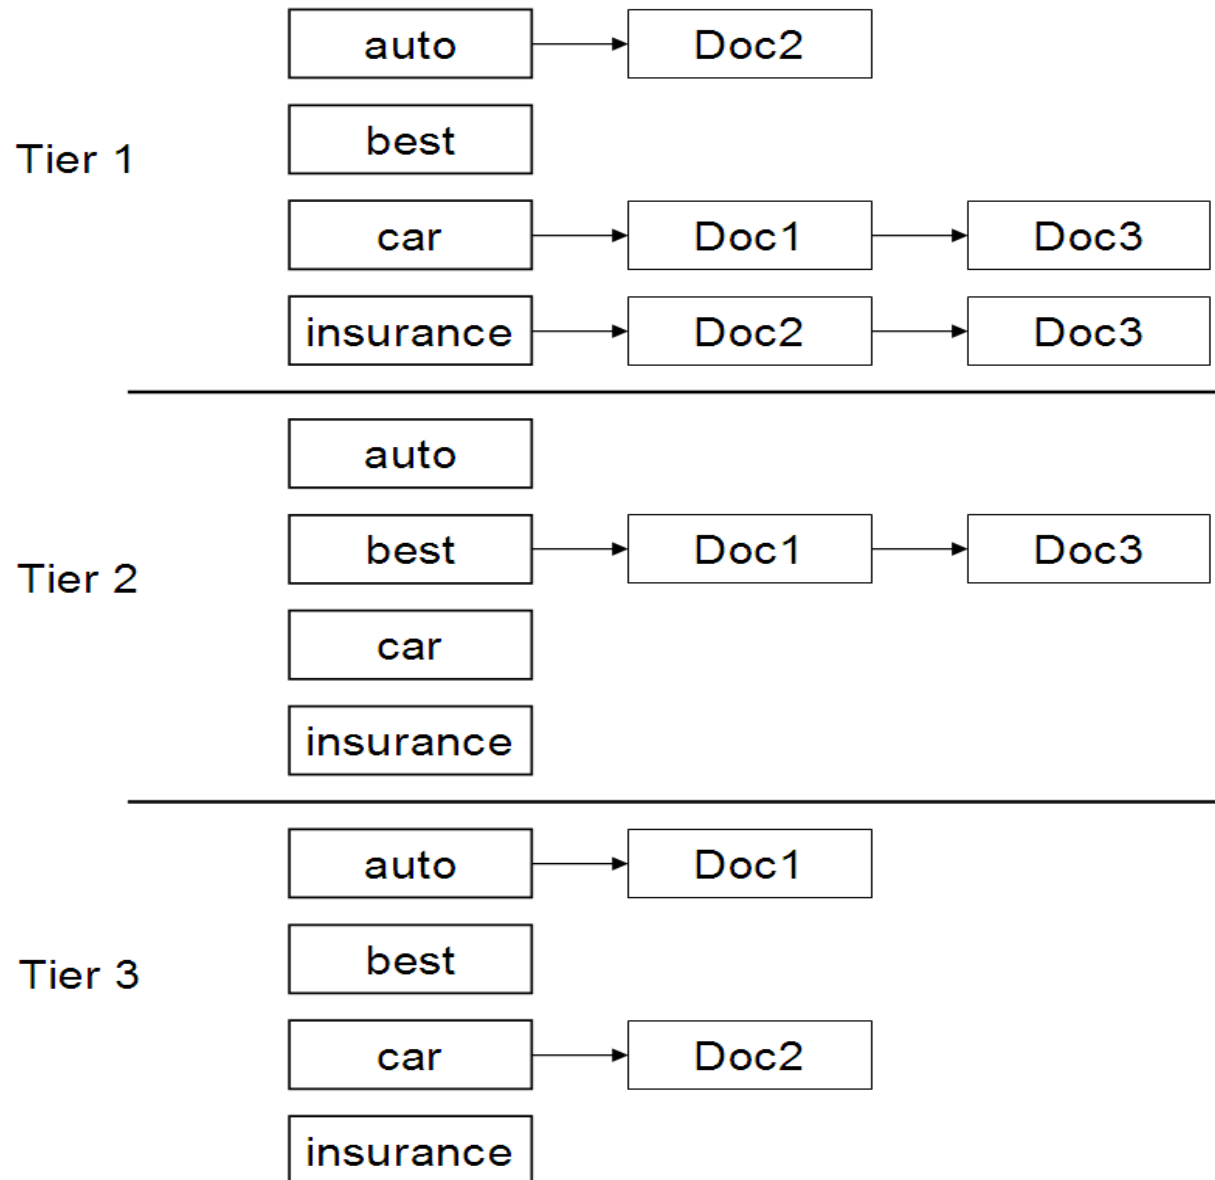 auto Doc2
Tier 1
best
car Doc1 Doc3
insurance Doc2 Doc3
auto
best Doc1 Doc3
Tier 2
car
insurance
auto Doc1
best
Tier 3
car Doc2
insurance